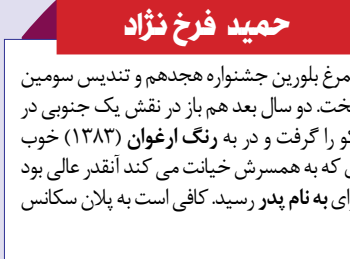 حمید فرخ نژاد
مرغ بلورین جشنواره هجدهم و تندیس سومین
خت. دو سال بعد هم باز در نقش یک جنوبی در
کو را گرفت و در به رنگ ارغوان (۱۳۸۳) خوب
که به همسرش خیانت می کند آنقدر عالی بود
رای به نام پدر رسید. کافی است به پلان سکانس